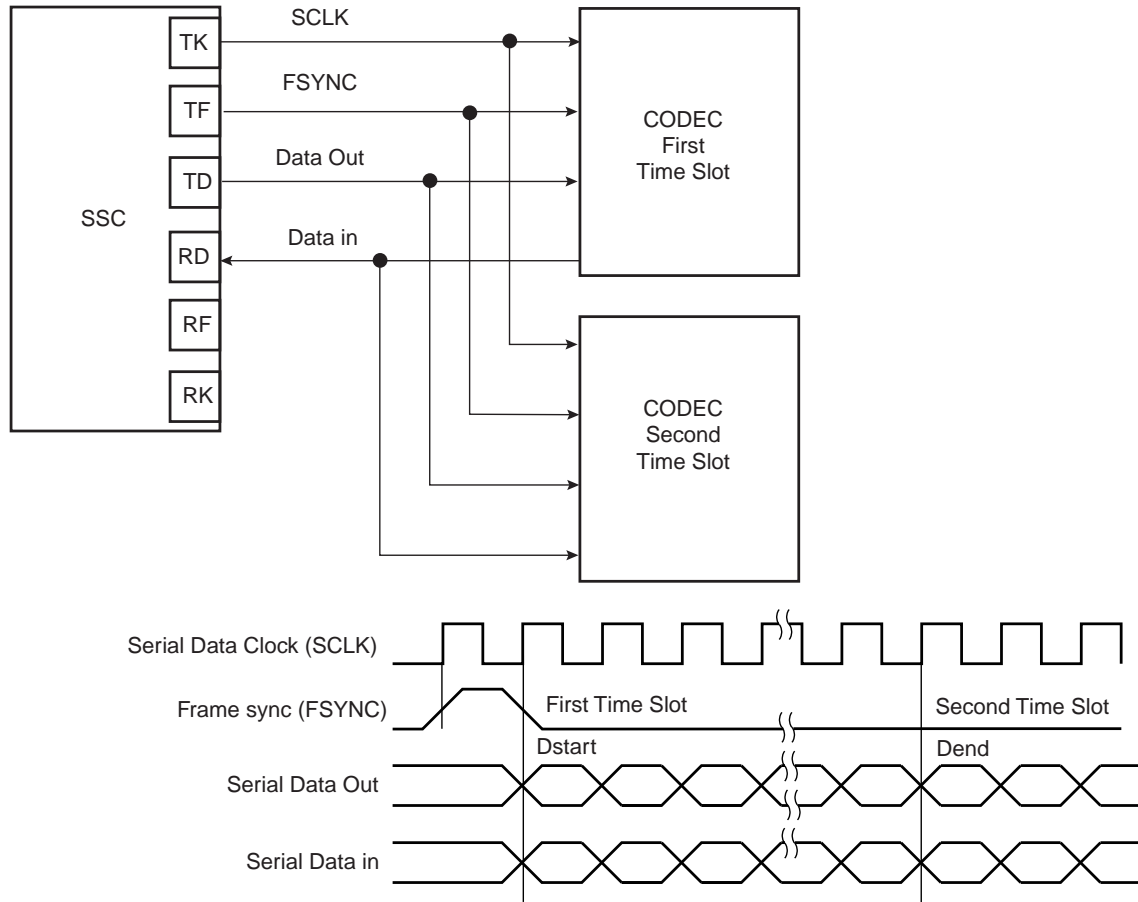 SSC
TK
TF
TD
RD
RF
RK
SCLK
FSYNC
Data Out
Data in
CODEC
First
Time Slot
CODEC
Second
Time Slot
Serial Data Clock (SCLK)
Frame sync (FSYNC)
First Time Slot
Second Time Slot
Dstart
Dend
Serial Data Out
Serial Data in